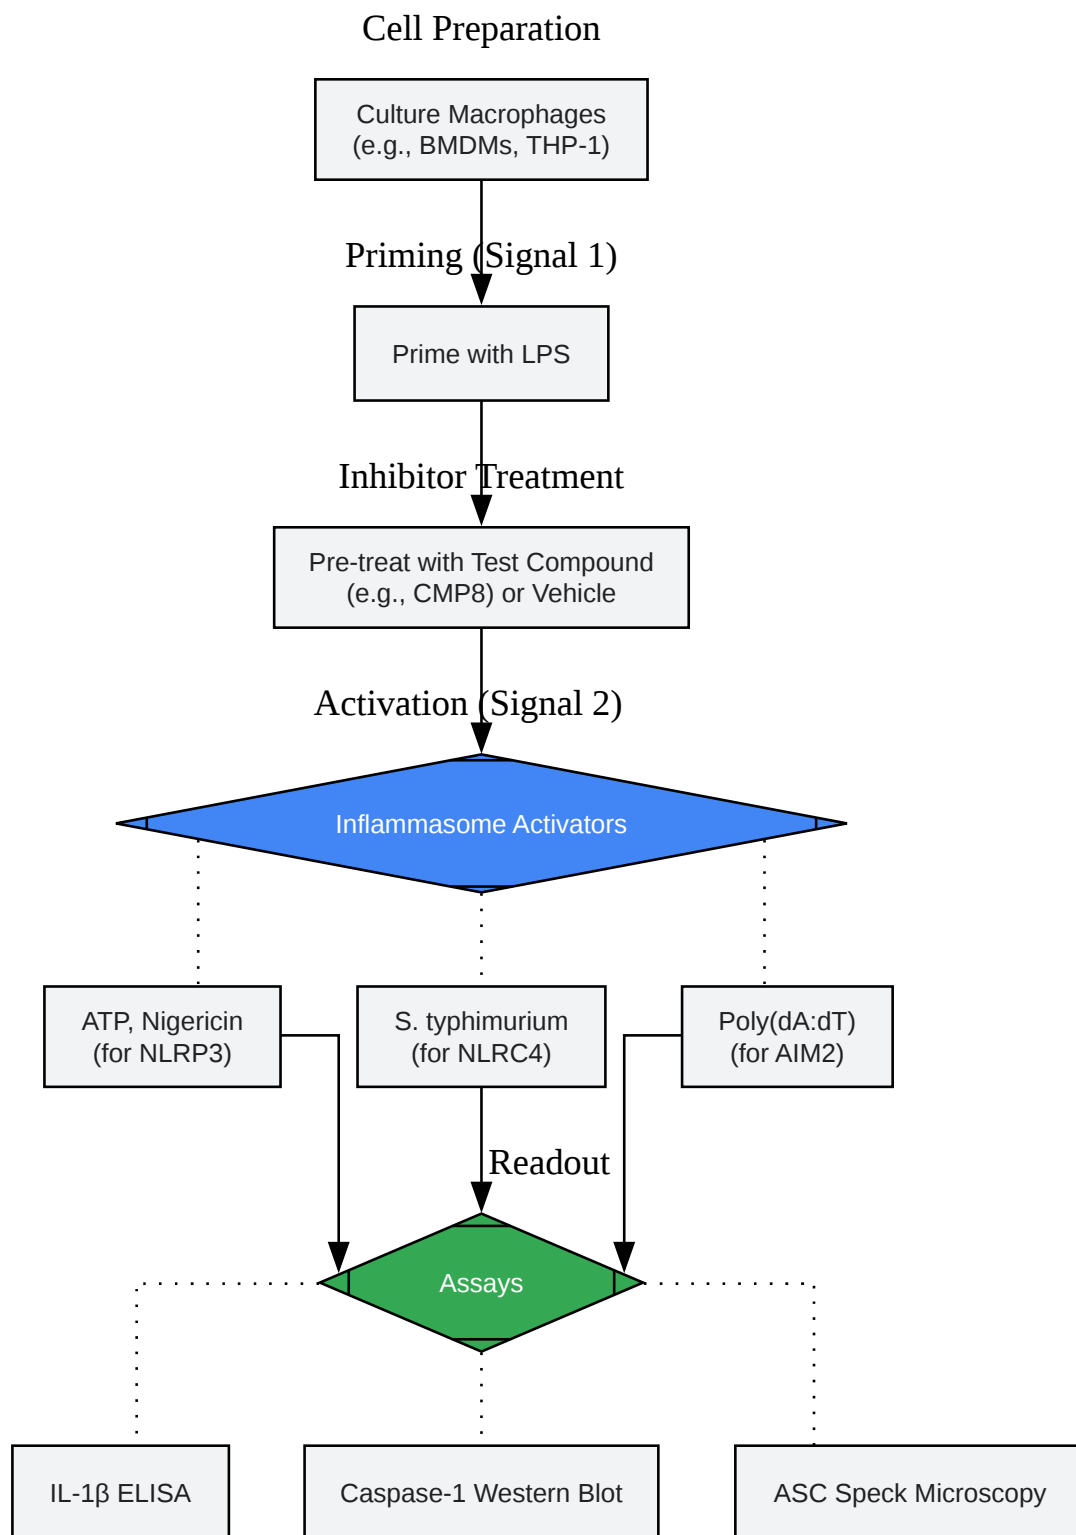 Cell Preparation
Culture Macrophages
(e.g., BMDMs, THP-1)
Priming (Signal 1)
Prime with LPS
Inhibitor Treatment
Pre-treat with Test Compound
(e.g., CMP8) or Vehicle
Activation (Signal 2)
Inflammasome Activators
ATP, Nigericin
(for NLRP3)
S. typhimurium
(for NLRC4)
Poly(dA:dT)
(for AIM2)
Readout
Assays
IL-1β ELISA
Caspase-1 Western Blot
ASC Speck Microscopy